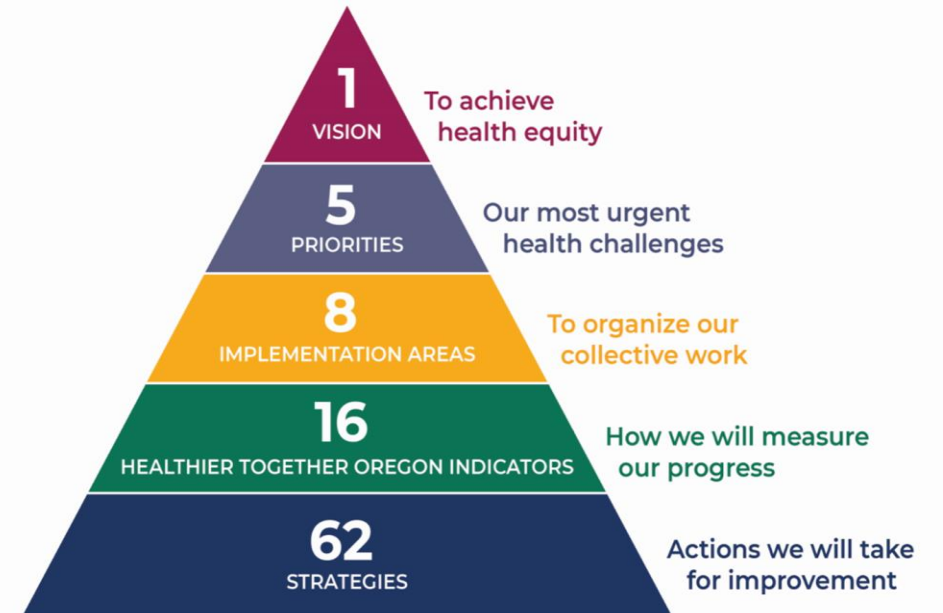 1
VISION
To achieve
health equity
5
PRIORITIES
Our most urgent
health challenges
8
IMPLEMENTATION AREAS
To organize our
collective work
16
HEALTHIER TOGETHER OREGON INDICATORS
How we will measure
our progress
62
STRATEGIES
Actions we will take
for improvement